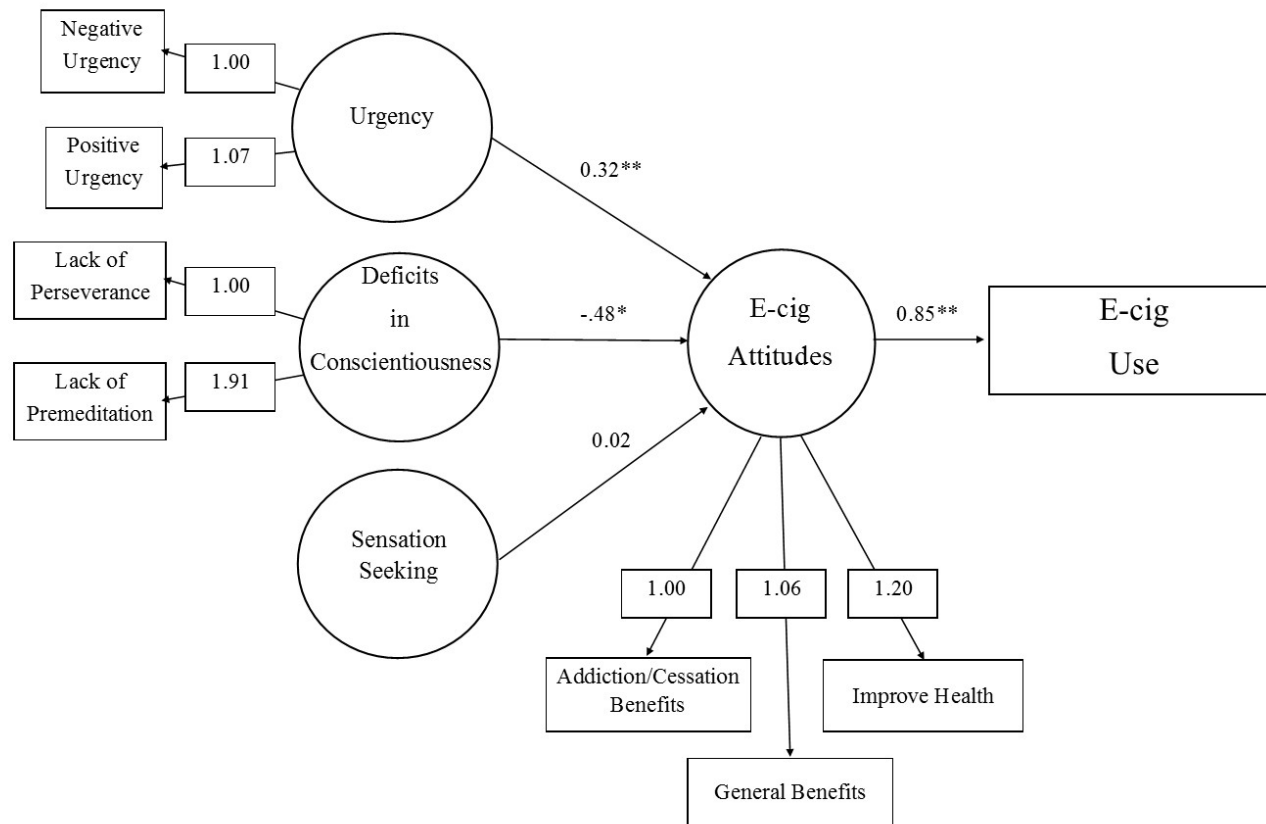 Negative
Urgency
1.00
Urgency
Positive
Urgency
1.07
0.32**
Lack of
Perseverance
1.00
Deficits
in
Conscientiousness
-.48*
E-cig
Attitudes
0.85**
E-cig
Use
Lack of
Premeditation
1.91
0.02
Sensation
Seeking
1.00
1.06
1.20
Addiction/Cessation
Benefits
Improve Health
General Benefits